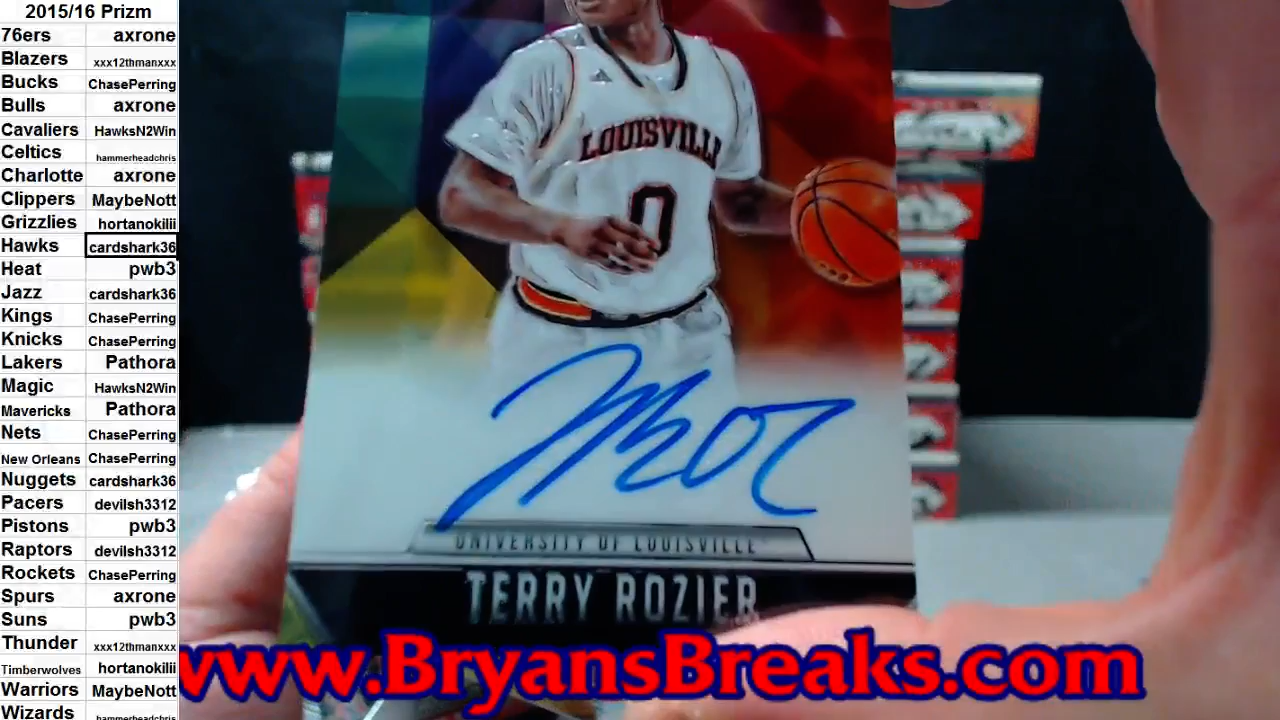 2015/16 Prizm
76ers axrone
Blazers xxx12thmanxxx
Bucks ChasePerring
Bulls axrone
Cavaliers HawksN2Win
Celtics hammerheadchris
Charlotte axrone
Clippers MaybeNott
Grizzlies hortanokilii
Hawks cardshark36
Heat pwb3
Jazz cardshark36
Kings ChasePerring
Knicks ChasePerring
Lakers Pathora
Magic HawksN2Win
Mavericks Pathora
Nets ChasePerring
New Orleans ChasePerring
Nuggets cardshark36
Pacers devilsh3312
Pistons pwb3
Raptors devilsh3312
Rockets ChasePerring
Spurs axrone
Suns pwb3
Thunder xxx12thmanxxx
Timberwolves hortanokilii
Warriors MaybeNott
Wizards hammerheadchris
LOUISVILLE
0
UNIVERSITY OF LOUISVILLE
TERRY ROZIER
www.BryansBreaks.com